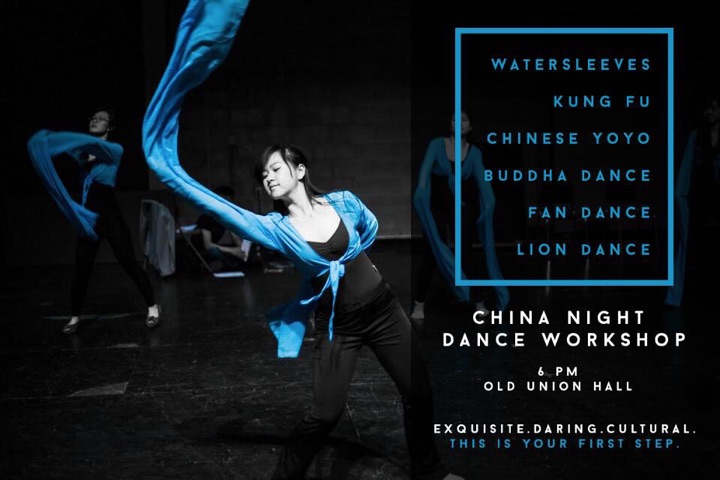 WATERSLEEVES
KUNG FU
CHINESE YOYO
BUDDHA DANCE
FAN DANCE
LION DANCE
CHINA NIGHT
DANCE WORKSHOP
6 PM
OLD UNION HALL
EXQUISITE.DARING.CULTURAL.
THIS IS YOUR FIRST STEP.